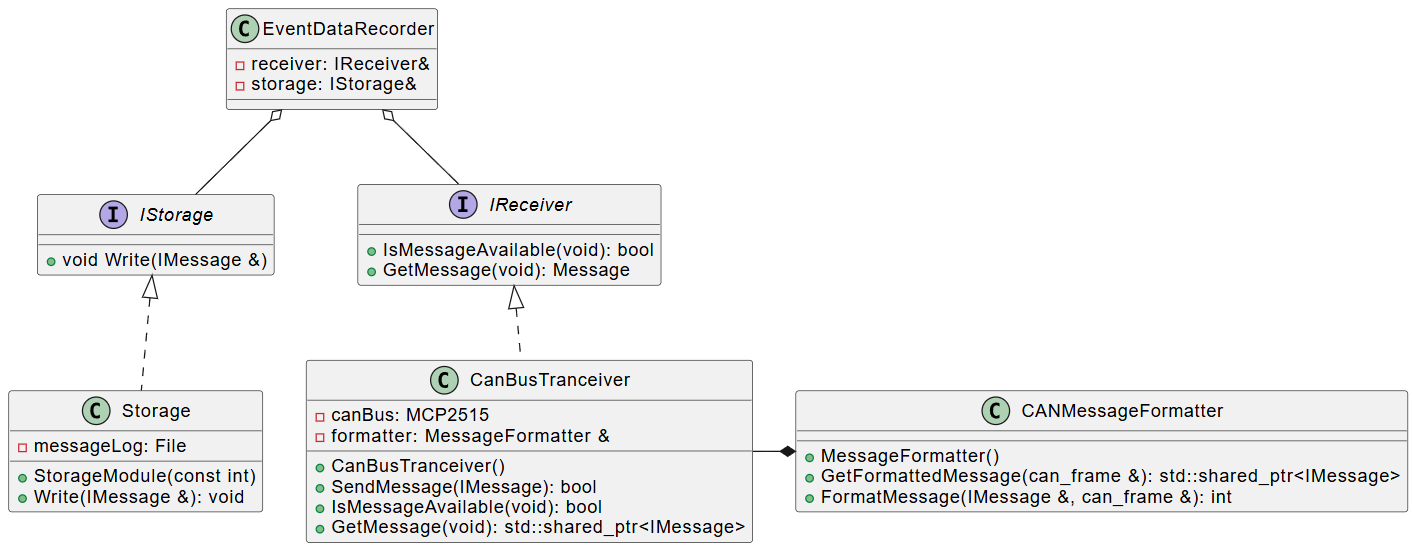 C EventDataRecorder
receiver: IReceiver&
storage: IStorage&
I IStorage
void Write(IMessage &)
I IReceiver
IsMessageAvailable(void): bool
GetMessage(void): Message
C Storage
messageLog: File
StorageModule(const int)
Write(IMessage &): void
C CanBusTranceiver
canBus: MCP2515
formatter: MessageFormatter &
CanBusTranceiver()
SendMessage(IMessage): bool
IsMessageAvailable(void): bool
GetMessage(void): std::shared_ptr<IMessage>
C CANMessageFormatter
MessageFormatter()
GetFormattedMessage(can_frame &): std::shared_ptr<IMessage>
FormatMessage(IMessage &, can_frame &): int